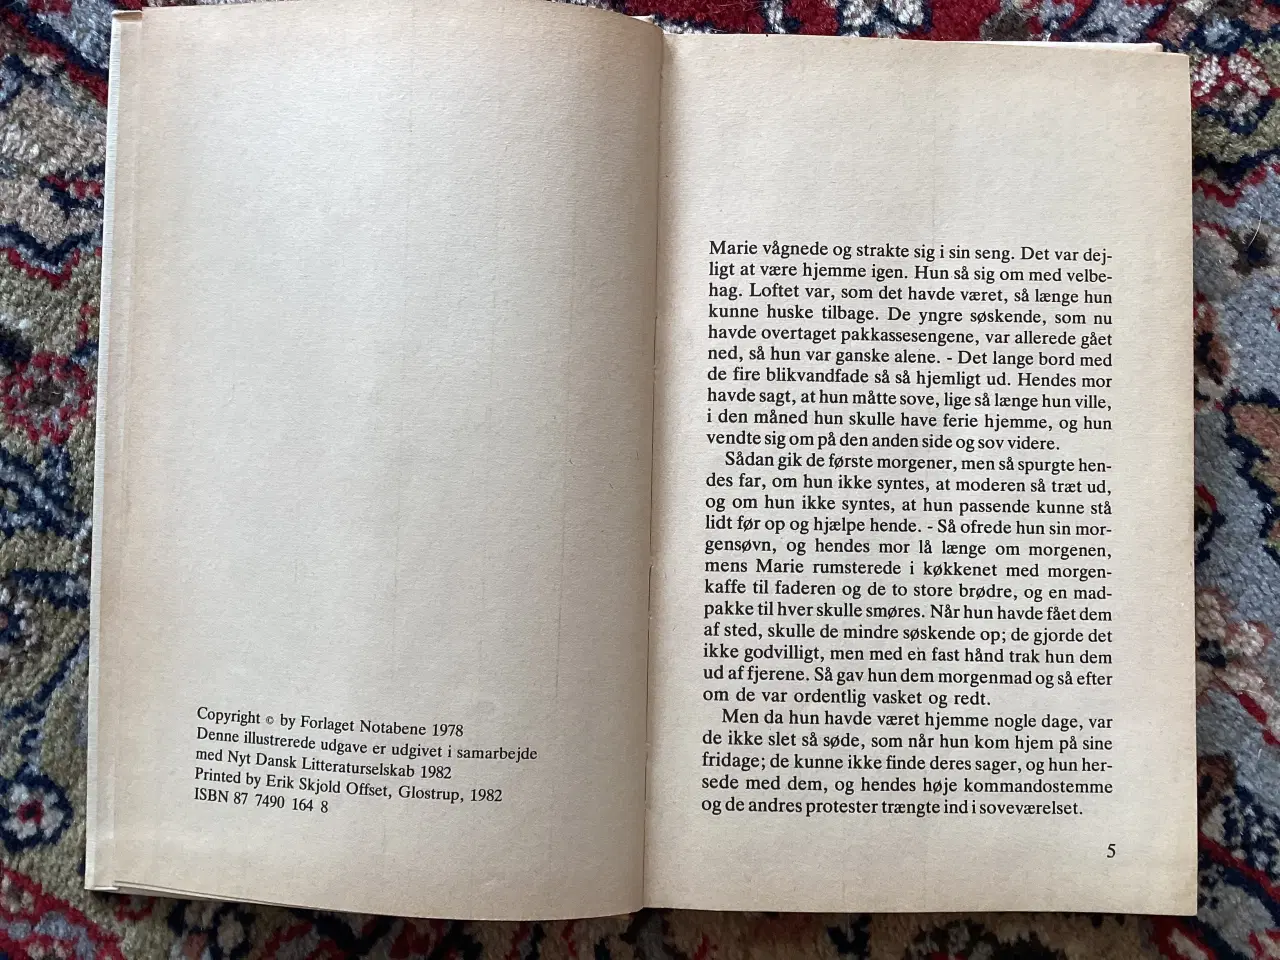 Copyright © by Forlaget Notabene 1978
Denne illustrerede udgave er udgivet i samarbejde
med Nyt Dansk Litteraturselskab 1982
Printed by Erik Skjold Offset, Glostrup, 1982
ISBN 87 7490 164 8
Marie vågnede og strakte sig i sin seng. Det var dej-
ligt at være hjemme igen. Hun så sig om med velbe-
hag. Loftet var, som det havde været, så længe hun
kunne huske tilbage. De yngre søskende, som nu
havde overtaget pakkassesengene, var allerede gået
ned, så hun var ganske alene. - Det lange bord med
de fire blikvandfade så så hjemligt ud. Hendes mor
havde sagt, at hun måtte sove, lige så længe hun ville,
i den måned hun skulle have ferie hjemme, og hun
vendte sig om på den anden side og sov videre.
Sådan gik de første morgener, men så spurgte hen-
des far, om hun ikke syntes, at moderen så træt ud,
og om hun ikke syntes, at hun passende kunne stå
lidt før op og hjælpe hende. - Så ofrede hun sin mor-
gensøvn, og hendes mor lå længe om morgenen,
mens Marie rumsterede i køkkenet med morgen-
kaffe til faderen og de to store brødre, og en mad-
pakke til hver skulle smøres. Når hun havde fået dem
af sted, skulle de mindre søskende op; de gjorde det
ikke godvilligt, men med en fast hånd trak hun dem
ud af fjerene. Så gav hun dem morgenmad og så efter
om de var ordentlig vasket og redt.
Men da hun havde været hjemme nogle dage, var
de ikke slet så søde, som når hun kom hjem på sine
fridage; de kunne ikke finde deres sager, og hun her-
sede med dem, og hendes høje kommandostemme
og de andres protester trængte ind i soveværelset.
5